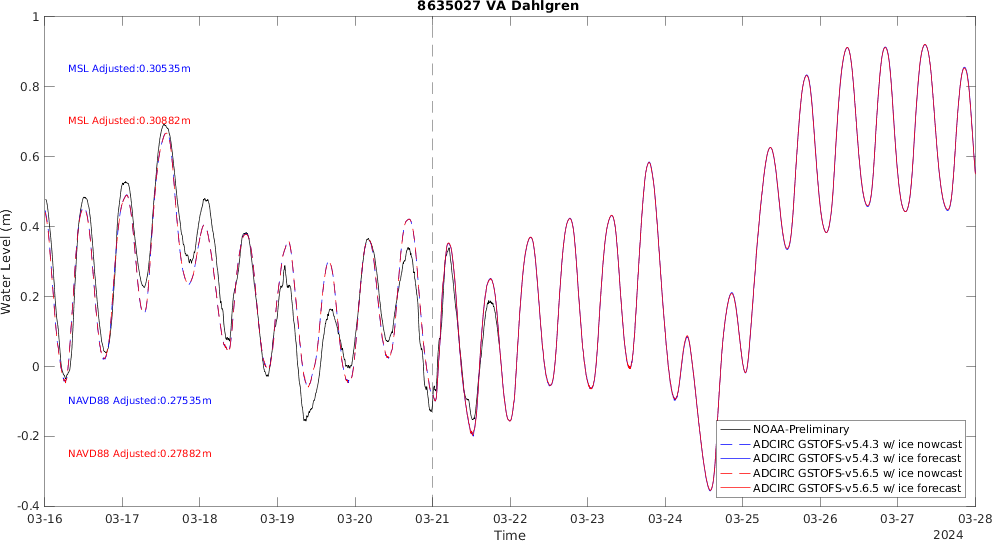 8635027 VA Dahlgren
1
0.8
0.6
0.4
0.2
0
-0.2
-0.4
Water Level (m)
MSL Adjusted:0.30535m
MSL Adjusted:0.30882m
NAVD88 Adjusted:0.27535m
NAVD88 Adjusted:0.27882m
NOAA-Preliminary
ADCIRC GSTOFS-v5.4.3 w/ ice nowcast
ADCIRC GSTOFS-v5.4.3 w/ ice forecast
ADCIRC GSTOFS-v5.6.5 w/ ice nowcast
ADCIRC GSTOFS-v5.6.5 w/ ice forecast
03-16 03-17 03-18 03-19 03-20 03-21 03-22 03-23 03-24 03-25 03-26 03-27 03-28
Time
2024